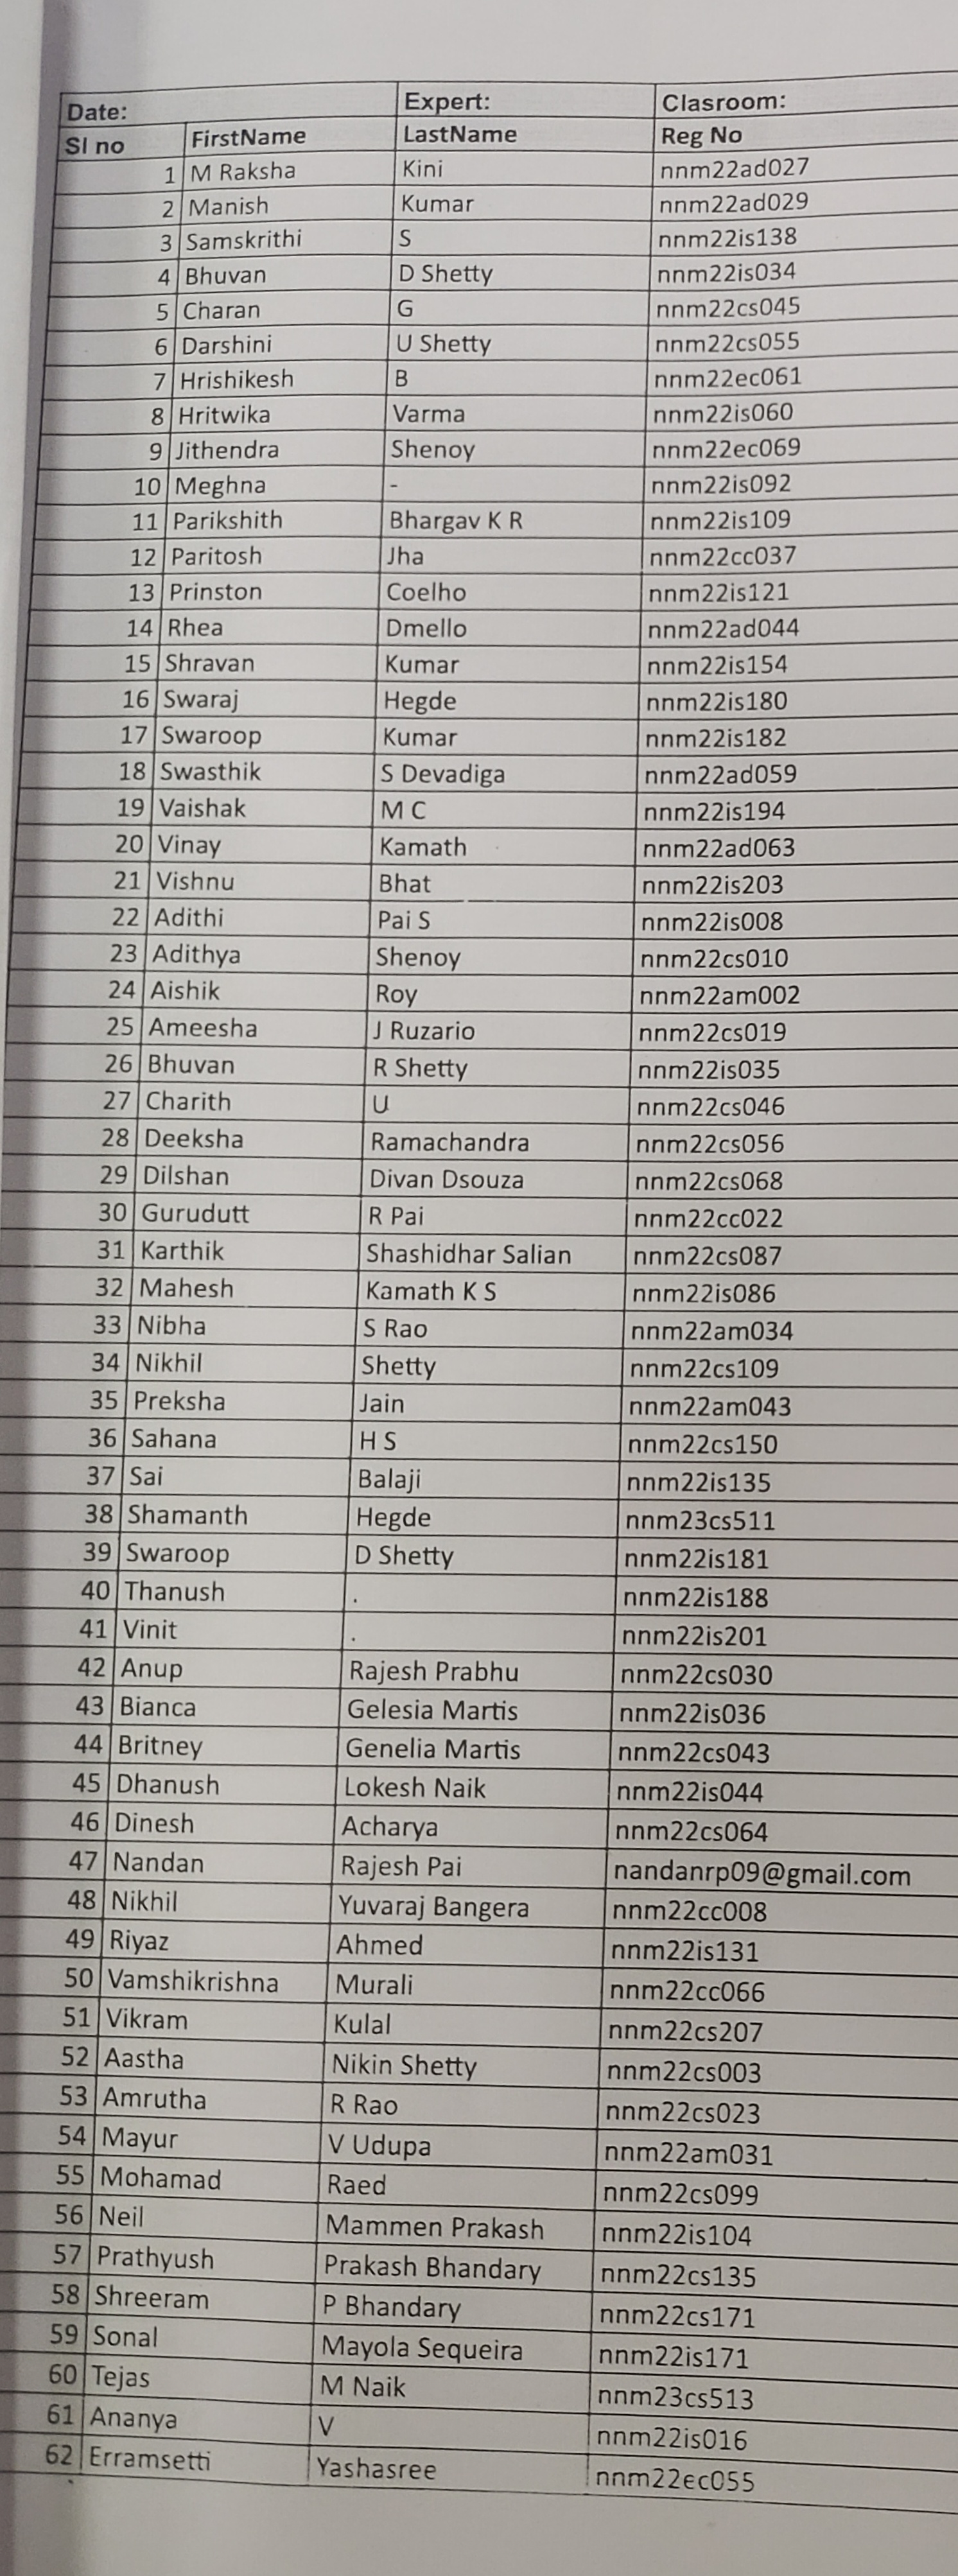 Date: Expert: Clasroom:
Sl no FirstName LastName Reg No
1 M Raksha Kini nnm22ad027
2 Manish Kumar nnm22ad029
3 Samskrithi S nnm22is138
4 Bhuvan D Shetty nnm22is034
5 Charan G nnm22cs045
6 Darshini U Shetty nnm22cs055
7 Hrishikesh B nnm22ec061
8 Hritwika Varma nnm22is060
9 Jithendra Shenoy nnm22ec069
10 Meghna - nnm22is092
11 Parikshith Bhargav K R nnm22is109
12 Paritosh Jha nnm22cc037
13 Prinston Coelho nnm22is121
14 Rhea Dmello nnm22ad044
15 Shravan Kumar nnm22is154
16 Swaraj Hegde nnm22is180
17 Swaroop Kumar nnm22is182
18 Swasthik S Devadiga nnm22ad059
19 Vaishak M C nnm22is194
20 Vinay Kamath nnm22ad063
21 Vishnu Bhat nnm22is203
22 Adithi Pai S nnm22is008
23 Adithya Shenoy nnm22cs010
24 Aishik Roy nnm22am002
25 Ameesha J Ruzario nnm22cs019
26 Bhuvan R Shetty nnm22is035
27 Charith U nnm22cs046
28 Deeksha Ramachandra nnm22cs056
29 Dilshan Divan Dsouza nnm22cs068
30 Gurudutt R Pai nnm22cc022
31 Karthik Shashidhar Salian nnm22cs087
32 Mahesh Kamath K S nnm22is086
33 Nibha S Rao nnm22am034
34 Nikhil Shetty nnm22cs109
35 Preksha Jain nnm22am043
36 Sahana H S nnm22cs150
37 Sai Balaji nnm22is135
38 Shamanth Hegde nnm23cs511
39 Swaroop D Shetty nnm22is181
40 Thanush . nnm22is188
41 Vinit . nnm22is201
42 Anup Rajesh Prabhu nnm22cs030
43 Bianca Gelesia Martis nnm22is036
44 Britney Genelia Martis nnm22cs043
45 Dhanush Lokesh Naik nnm22is044
46 Dinesh Acharya nnm22cs064
47 Nandan Rajesh Pai nandanrp09@gmail.com
48 Nikhil Yuvaraj Bangera nnm22cc008
49 Riyaz Ahmed nnm22is131
50 Vamshikrishna Murali nnm22cc066
51 Vikram Kulal nnm22cs207
52 Aastha Nikin Shetty nnm22cs003
53 Amrutha R Rao nnm22cs023
54 Mayur V Udupa nnm22am031
55 Mohamad Raed nnm22cs099
56 Neil Mammen Prakash nnm22is104
57 Prathyush Prakash Bhandary nnm22cs135
58 Shreeram P Bhandary nnm22cs171
59 Sonal Mayola Sequeira nnm22is171
60 Tejas M Naik nnm23cs513
61 Ananya V nnm22is016
62 Erramsetti Yashasree nnm22ec055